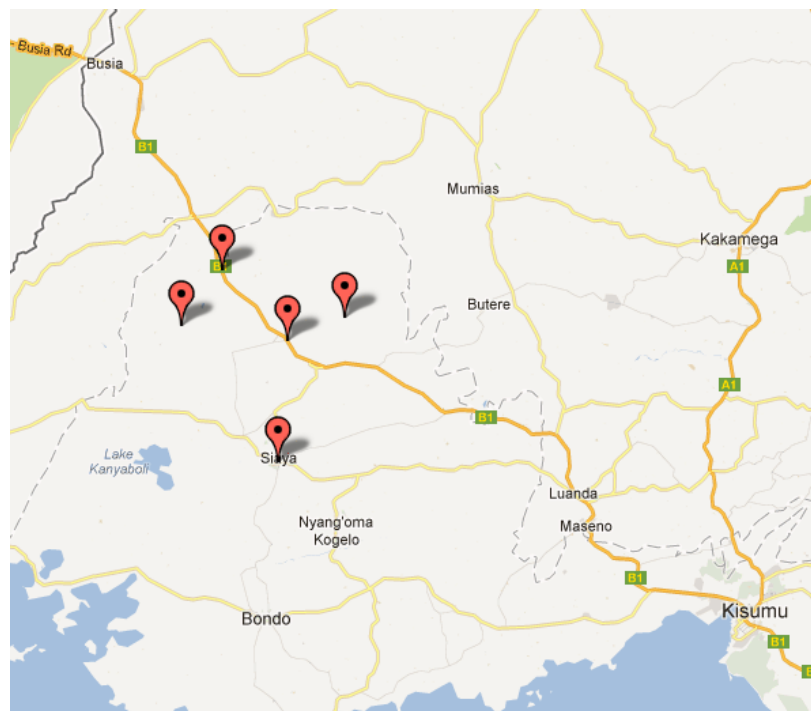 Busia Rd
Busia
B1
Mumias
Kakamega
B1
A1
Butere
A1
B1
Lake
Kanyaboli
Siaya
Luanda
Nyang'oma
Kogelo
Maseno
B1
Bondo
Kisumu
B1